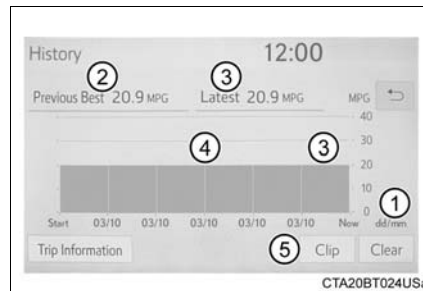 History 12:00
2 3
Previous Best 20.9 MPG Latest 20.9 MPG MPG
40
4 3
30
20
10
1
0
Start 03/10 03/10 03/10 03/10 03/10 Now dd/mm
Trip Information 5 Clip Clear
CTA20BT024USa